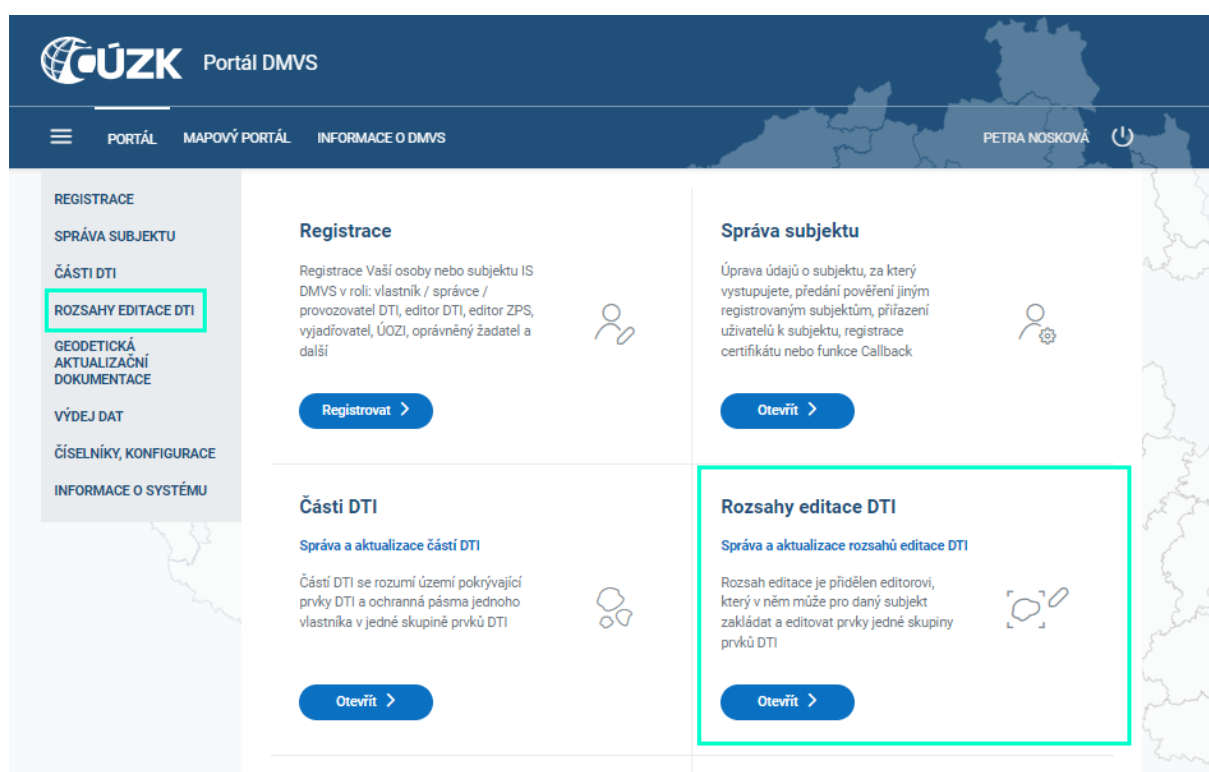 ČÚZK Portál DMVS
PORTÁL MAPOVÝ PORTÁL INFORMACE O DMVS PETRA NOSKOVÁ
REGISTRACE
SPRÁVA SUBJEKTU
ČÁSTI DTI
ROZSAHY EDITACE DTI
GEODETICKÁ
AKTUALIZAČNÍ
DOKUMENTACE
VÝDEJ DAT
ČÍSELNÍKY, KONFIGURACE
INFORMACE O SYSTÉMU
Registrace
Registrace Vaší osoby nebo subjektu IS
DMVS v roli: vlastník / správce /
provozovatel DTI, editor DTI, editor ZPS,
vyjadřovatel, ÚOZI, oprávněný žadatel a
další
Registrovat
Správa subjektu
Úprava údajů o subjektu, za který
vystupujete, předání pověření jiným
registrovaným subjektům, přiřazení
uživatelů k subjektu, registrace
certifikátu nebo funkce Callback
Otevřít
Části DTI
Správa a aktualizace částí DTI
Částí DTI se rozumí území pokrývající
prvky DTI a ochranná pásma jednoho
vlastníka v jedné skupině prvků DTI
Otevřít
Rozsahy editace DTI
Správa a aktualizace rozsahů editace DTI
Rozsah editace je přidělen editorovi,
který v něm může pro daný subjekt
zakládat a editovat prvky jedné skupiny
prvků DTI
Otevřít